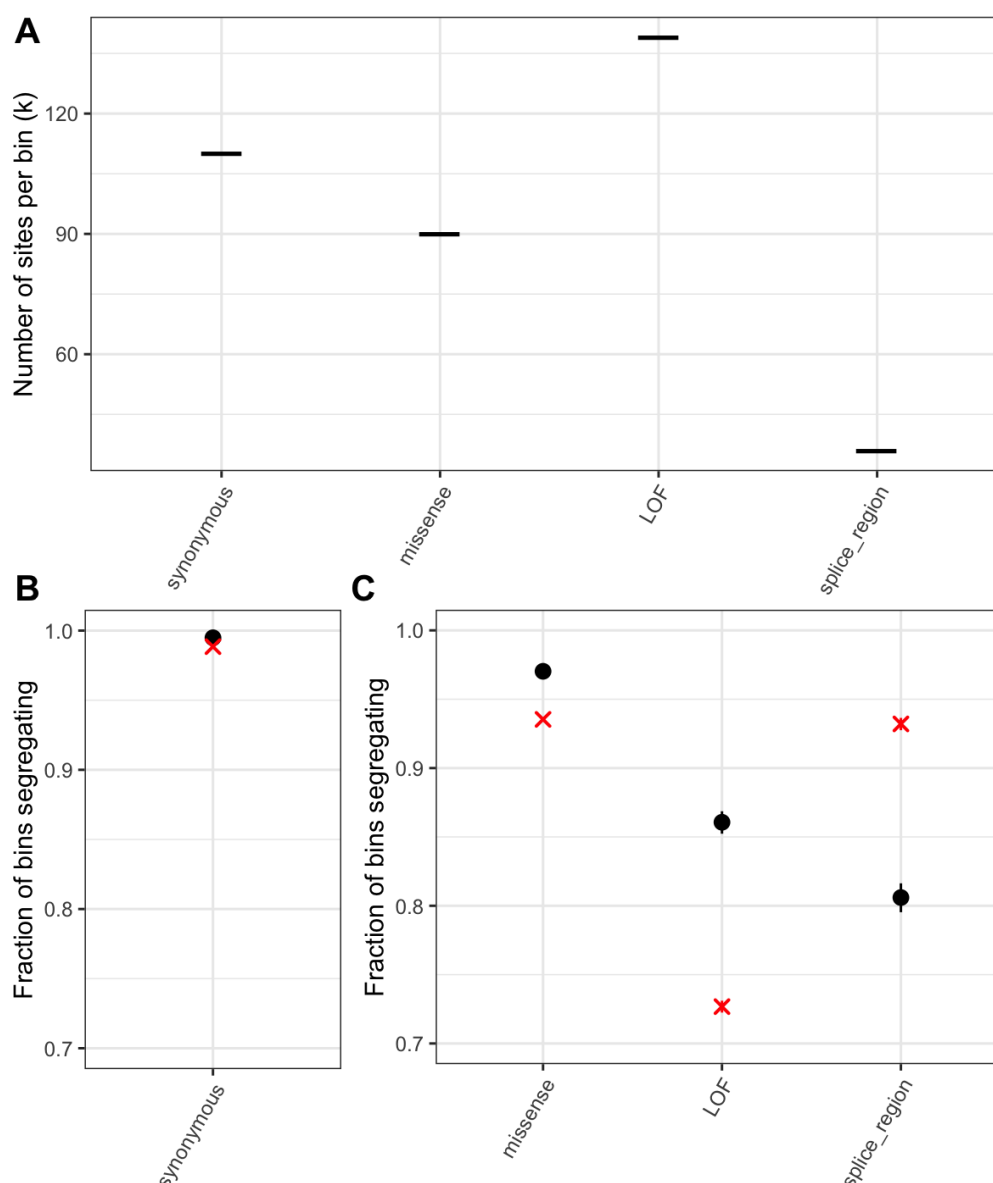 A
Number of sites per bin (k)
120
90
60
synonymous
missense
LOF
splice_region
B
Fraction of bins segregating
1.0
0.9
0.8
0.7
synonymous
C
Fraction of bins segregating
1.0
0.9
0.8
0.7
missense
LOF
splice_region